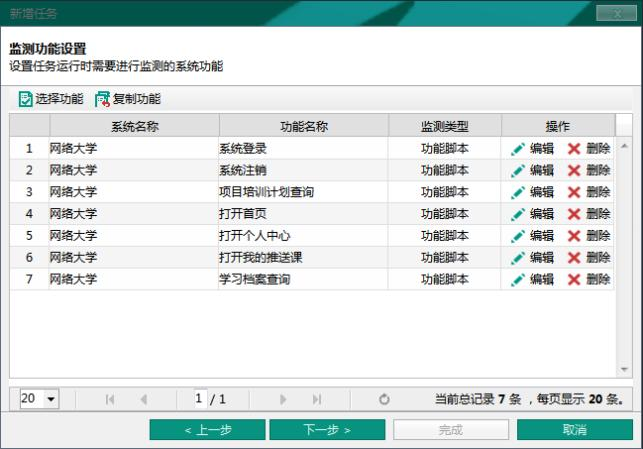 新增任务
监测功能设置
设置任务运行时需要进行监测的系统功能
选择功能 复制功能
系统名称 功能名称 监测类型 操作
1 网络大学 系统登录 功能脚本 编辑 删除
2 网络大学 系统注销 功能脚本 编辑 删除
3 网络大学 项目培训计划查询 功能脚本 编辑 删除
4 网络大学 打开首页 功能脚本 编辑 删除
5 网络大学 打开个人中心 功能脚本 编辑 删除
6 网络大学 打开我的推送课 功能脚本 编辑 删除
7 网络大学 学习档案查询 功能脚本 编辑 删除
20 1 / 1 当前总记录 7 条 ，每页显示 20 条。
< 上一步 下一步 > 完成 取消